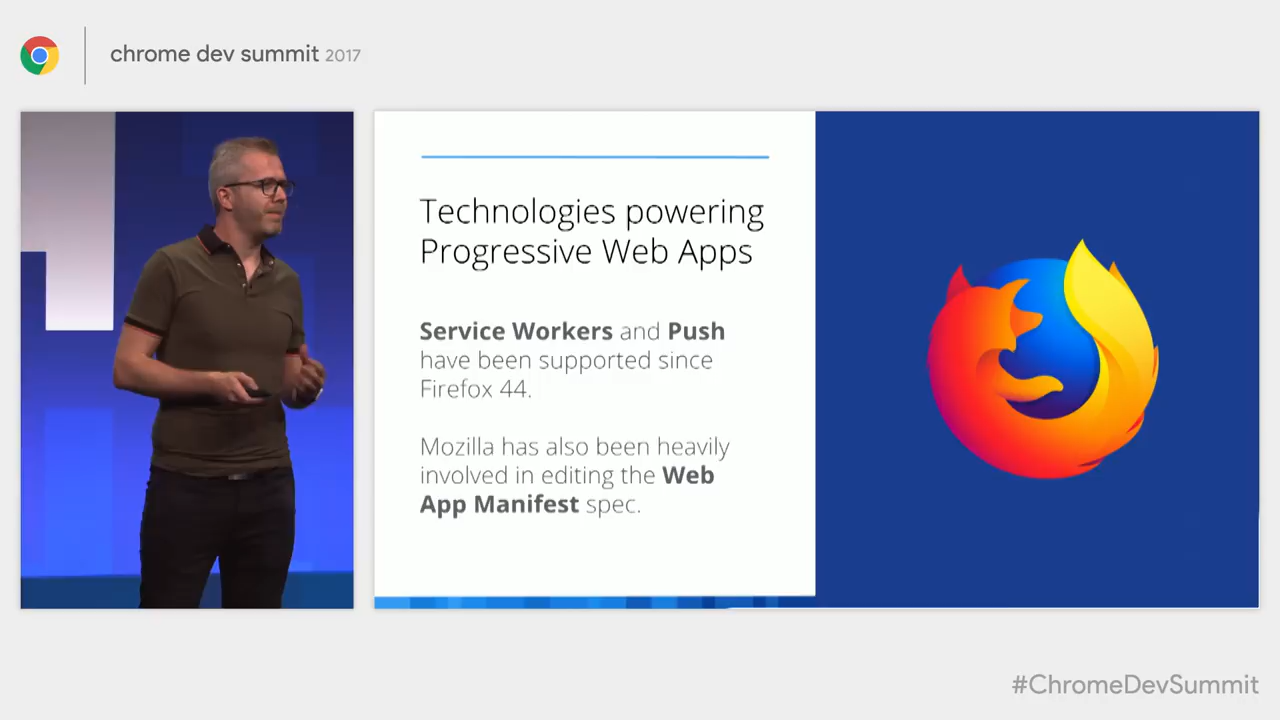 chrome dev summit 2017
Technologies powering
Progressive Web Apps
Service Workers and Push
have been supported since
Firefox 44.
Mozilla has also been heavily
involved in editing the Web
App Manifest spec.
#ChromeDevSummit